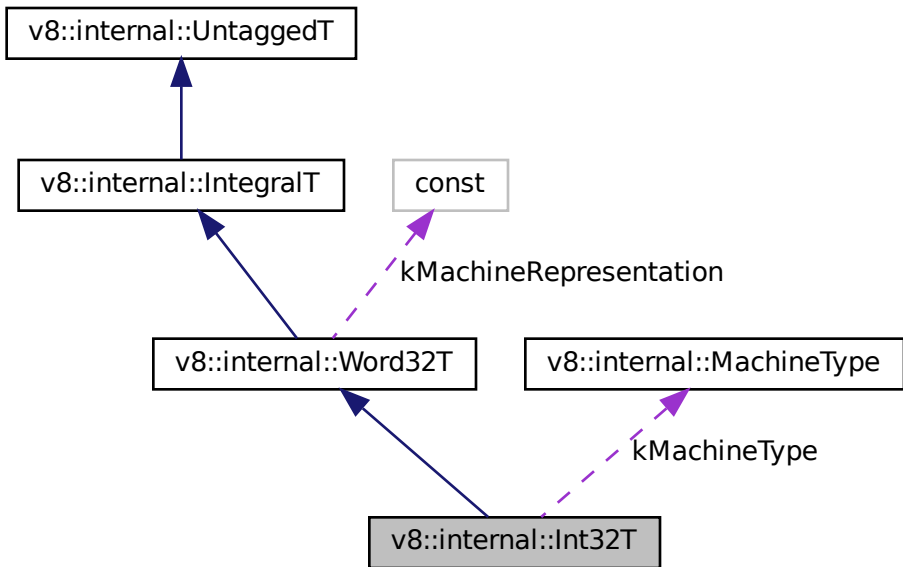 v8::internal::UntaggedT
v8::internal::IntegralT
const
kMachineRepresentation
v8::internal::Word32T
v8::internal::MachineType
kMachineType
v8::internal::Int32T